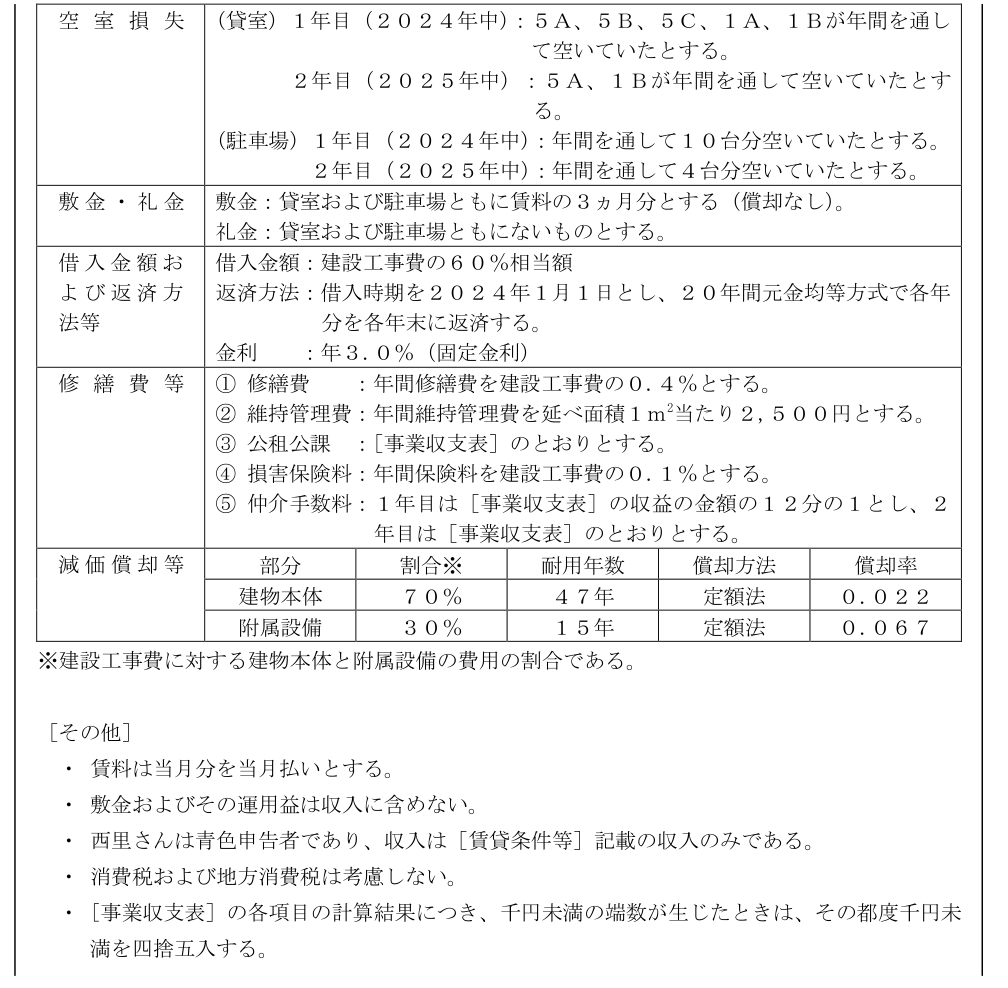 空室損失 (貸室) 1年目（２０２４年中）：５Ａ、５Ｂ、５Ｃ、１Ａ、１Ｂが年間を通し
て空いていたとする。
２年目（２０２５年中）：５Ａ、１Ｂが年間を通して空いていたとす
る。
（駐車場）１年目（２０２４年中）：年間を通して１０台分空いていたとする。
２年目（２０２５年中）：年間を通して４台分空いていたとする。
敷金・礼金 敷金：貸室および駐車場ともに賃料の３ヵ月分とする（償却なし）。
礼金：貸室および駐車場ともにないものとする。
借入金額お 借入金額：建設工事費の６０％相当額
よび返済方 返済方法：借入時期を２０２４年１月１日とし、２０年間元金均等方式で各年
法等 分を各年末に返済する。
金利　　：年３．０％（固定金利）
修繕費等 ① 修繕費　　：年間修繕費を建設工事費の０．４％とする。
② 維持管理費：年間維持管理費を延べ面積１㎡当たり２,５００円とする。
③ 公租公課　：［事業収支表］のとおりとする。
④ 損害保険料：年間保険料を建設工事費の０．１％とする。
⑤ 仲介手数料：１年目は［事業収支表］の収益の金額の１２分の１とし、２
年目は［事業収支表］のとおりとする。
減価償却等 部分 割合※ 耐用年数 償却方法 償却率
建物本体 ７０％ ４７年 定額法 ０．０２２
附属設備 ３０％ １５年 定額法 ０．０６７
※建設工事費に対する建物本体と附属設備の費用の割合である。
［その他］
・ 賃料は当月分を当月払いとする。
・ 敷金およびその運用益は収入に含めない。
・ 西里さんは青色申告者であり、収入は［賃貸条件等］記載の収入のみである。
・ 消費税および地方消費税は考慮しない。
・ ［事業収支表］の各項目の計算結果につき、千円未満の端数が生じたときは、その都度千円未
満を四捨五入する。